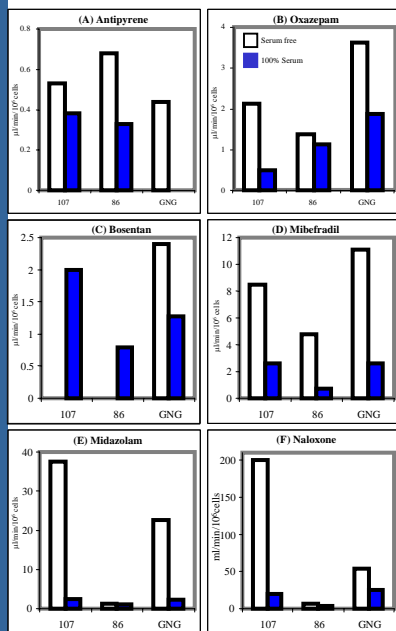 (A) Antipyrene
0.8
0.6
0.4
0.2
0
µl/min/10⁶ cells
107 86 GNG
(B) Oxazepam
Serum free
100% Serum
4
3
2
1
0
µl/min/10⁶ cells
107 86 GNG
(C) Bosentan
2.5
2
1.5
1
0.5
0
µl/min/10⁶ cells
107 86 GNG
(D) Mibefradil
12
10
8
6
4
2
0
µl/min/10⁶ cells
107 86 GNG
(E) Midazolam
40
30
20
10
0
µl/min/10⁶ cells
107 86 GNG
(F) Naloxone
200
150
100
50
0
ml/min/10⁶cells
107 86 GNG